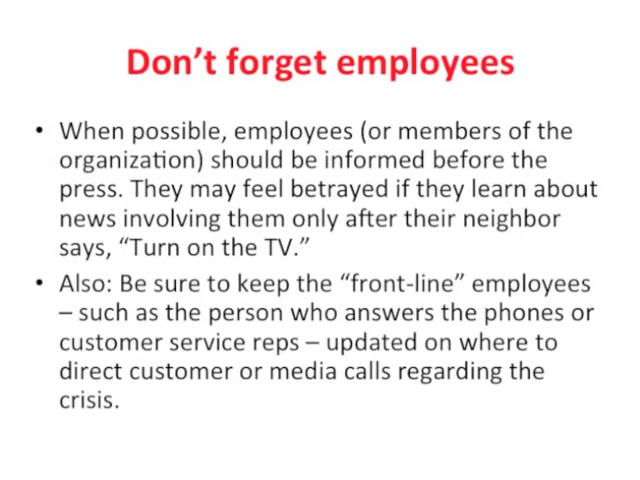 Don’t forget employees
• When possible, employees (or members of the
organization) should be informed before the
press. They may feel betrayed if they learn about
news involving them only after their neighbor
says, “Turn on the TV.”
• Also: Be sure to keep the “front-line” employees
– such as the person who answers the phones or
customer service reps – updated on where to
direct customer or media calls regarding the
crisis.